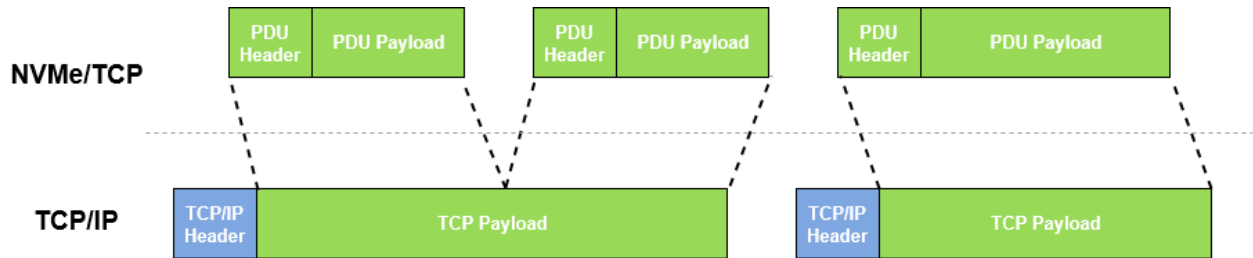 PDU
Header
PDU Payload
PDU
Header
PDU Payload
PDU
Header
PDU Payload
NVMe/TCP
TCP/IP
TCP/IP
Header
TCP Payload
TCP/IP
Header
TCP Payload